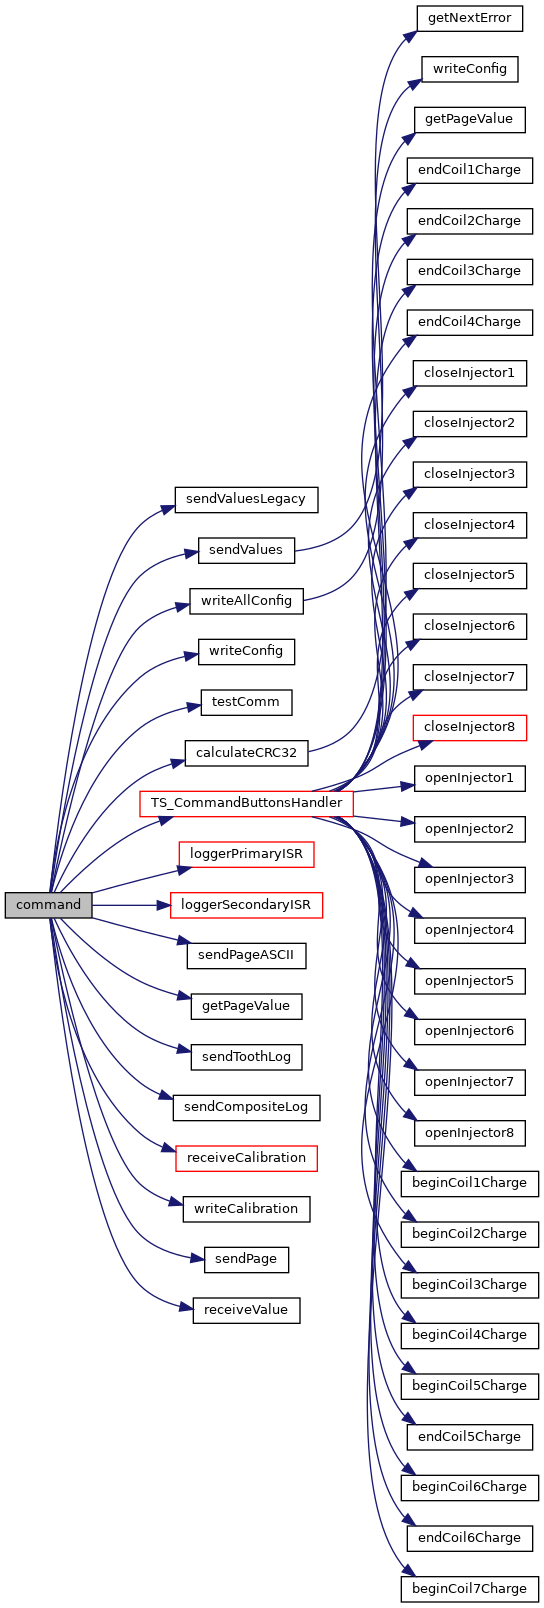 command
sendValuesLegacy
sendValues
writeAllConfig
writeConfig
testComm
calculateCRC32
TS_CommandButtonsHandler
loggerPrimaryISR
loggerSecondaryISR
sendPageASCII
getPageValue
sendToothLog
sendCompositeLog
receiveCalibration
writeCalibration
sendPage
receiveValue
getNextError
writeConfig
getPageValue
endCoil1Charge
endCoil2Charge
endCoil3Charge
endCoil4Charge
closeInjector1
closeInjector2
closeInjector3
closeInjector4
closeInjector5
closeInjector6
closeInjector7
closeInjector8
openInjector1
openInjector2
openInjector3
openInjector4
openInjector5
openInjector6
openInjector7
openInjector8
beginCoil1Charge
beginCoil2Charge
beginCoil3Charge
beginCoil4Charge
beginCoil5Charge
endCoil5Charge
beginCoil6Charge
endCoil6Charge
beginCoil7Charge